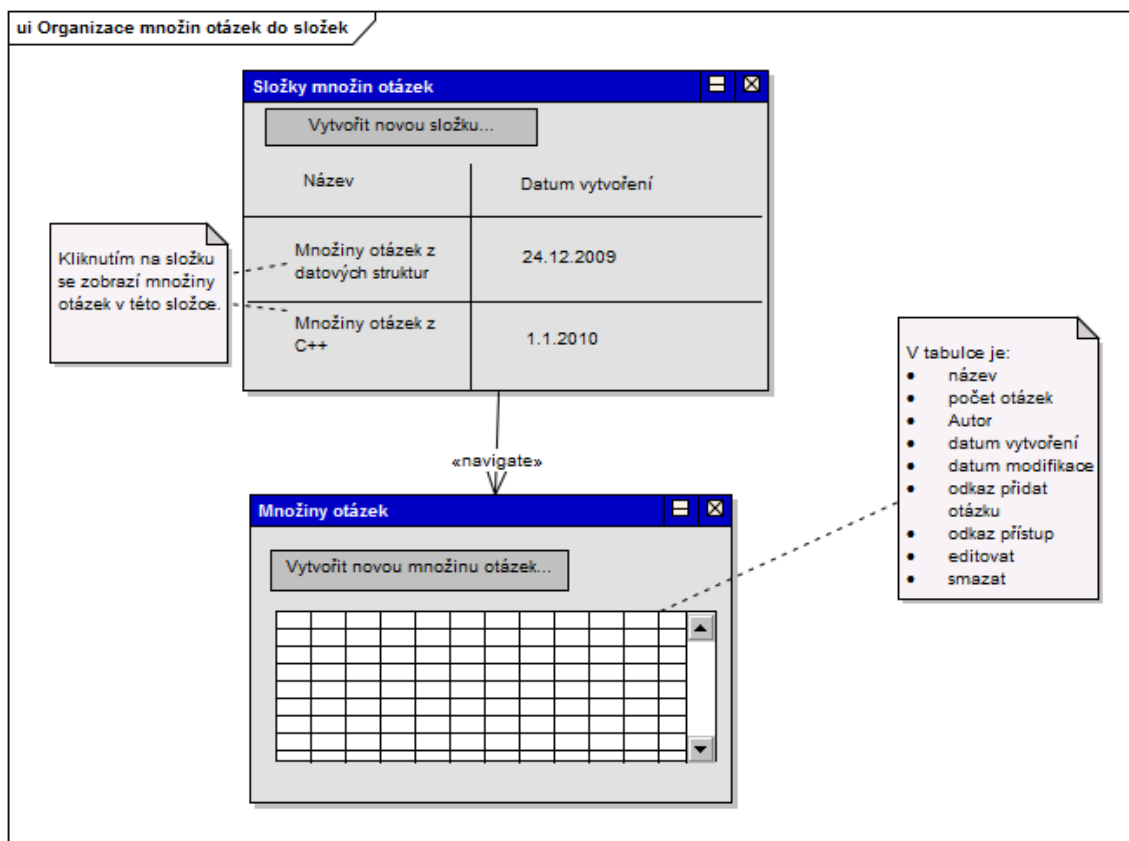 ui Organizace množin otázek do složek
Složky množin otázek
Vytvořit novou složku...
Název
Datum vytvoření
Množiny otázek z
datových struktur
24.12.2009
Množiny otázek z
C++
1.1.2010
Kliknutím na složku
se zobrazí množiny
otázek v této složce.
«navigate»
Množiny otázek
Vytvořit novou množinu otázek...
V tabulce je:
● název
● počet otázek
● Autor
● datum vytvoření
● datum modifikace
● odkaz přidat
otázku
● odkaz přístup
● editovat
● smazat